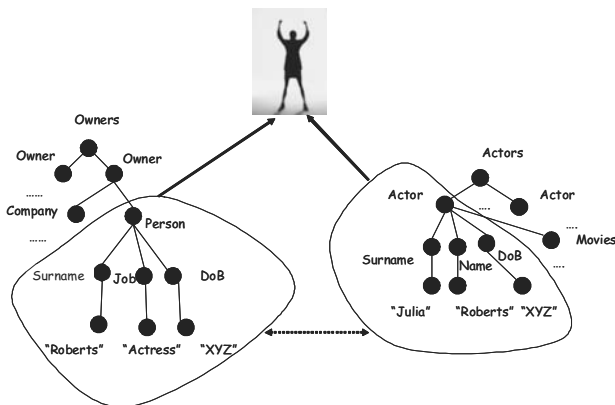 Owners
Owner
Owner
......
Company
......
Person
Surname
Job
DoB
"Roberts"
"Actress"
"XYZ"
Actors
Actor
Actor
....
....
Movies
....
Surname
Name
DoB
"Julia"
"Roberts"
"XYZ"